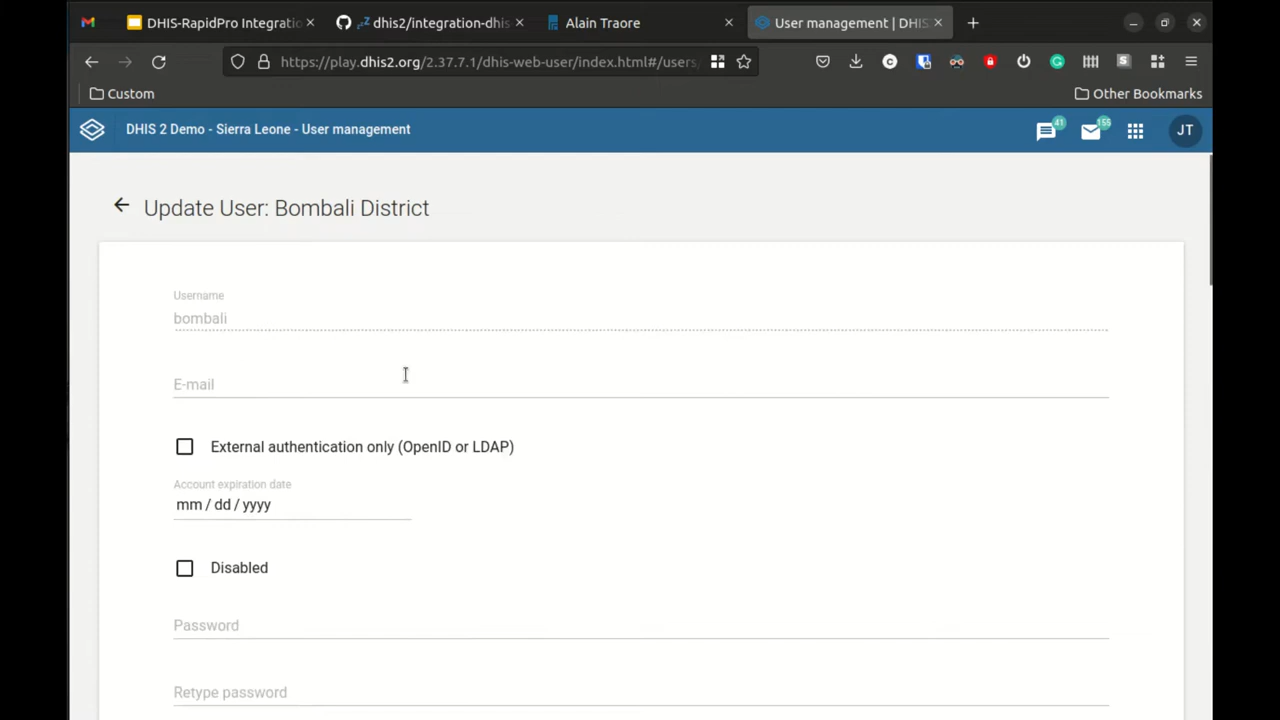 DHIS-RapidPro Integratio
dhis2/integration-dhis
Alain Traore
User management | DHIS
https://play.dhis2.org/2.37.7.1/dhis-web-user/index.html#/users/
Custom
Other Bookmarks
DHIS 2 Demo - Sierra Leone - User management
41
155
JT
Update User: Bombali District
Username
bombali
E-mail
External authentication only (OpenID or LDAP)
Account expiration date
mm / dd / yyyy
Disabled
Password
Retype password